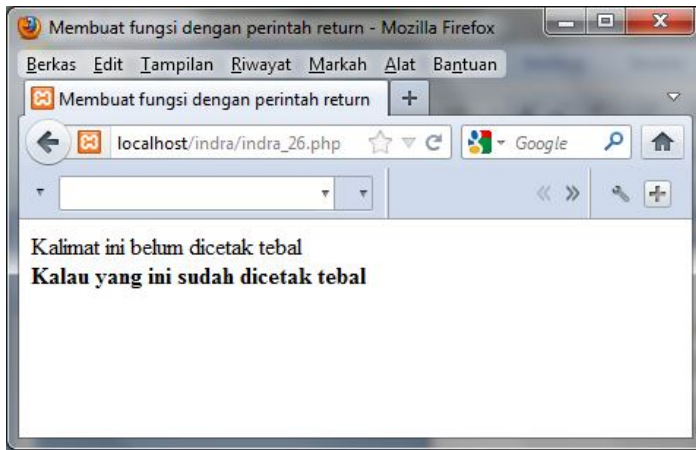 Membuat fungsi dengan perintah return - Mozilla Firefox
Berkas Edit Tampilan Riwayat Markah Alat Bantuan
Membuat fungsi dengan perintah return
localhost/indra/indra_26.php Google
Kalimat ini belum dicetak tebal
Kalau yang ini sudah dicetak tebal